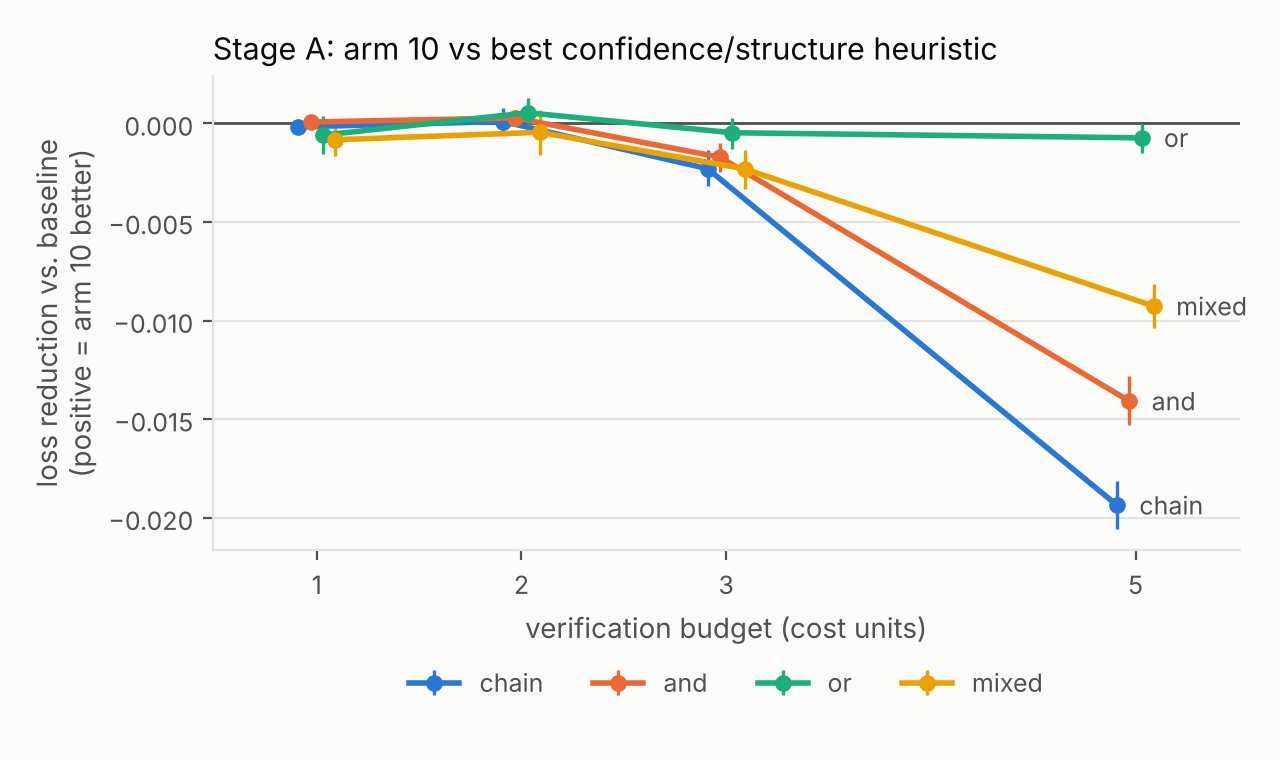 Stage A: arm 10 vs best confidence/structure heuristic
loss reduction vs. baseline
(positive = arm 10 better)
0.000
−0.005
−0.010
−0.015
−0.020
or
mixed
and
chain
1
2
3
5
verification budget (cost units)
chain
and
or
mixed